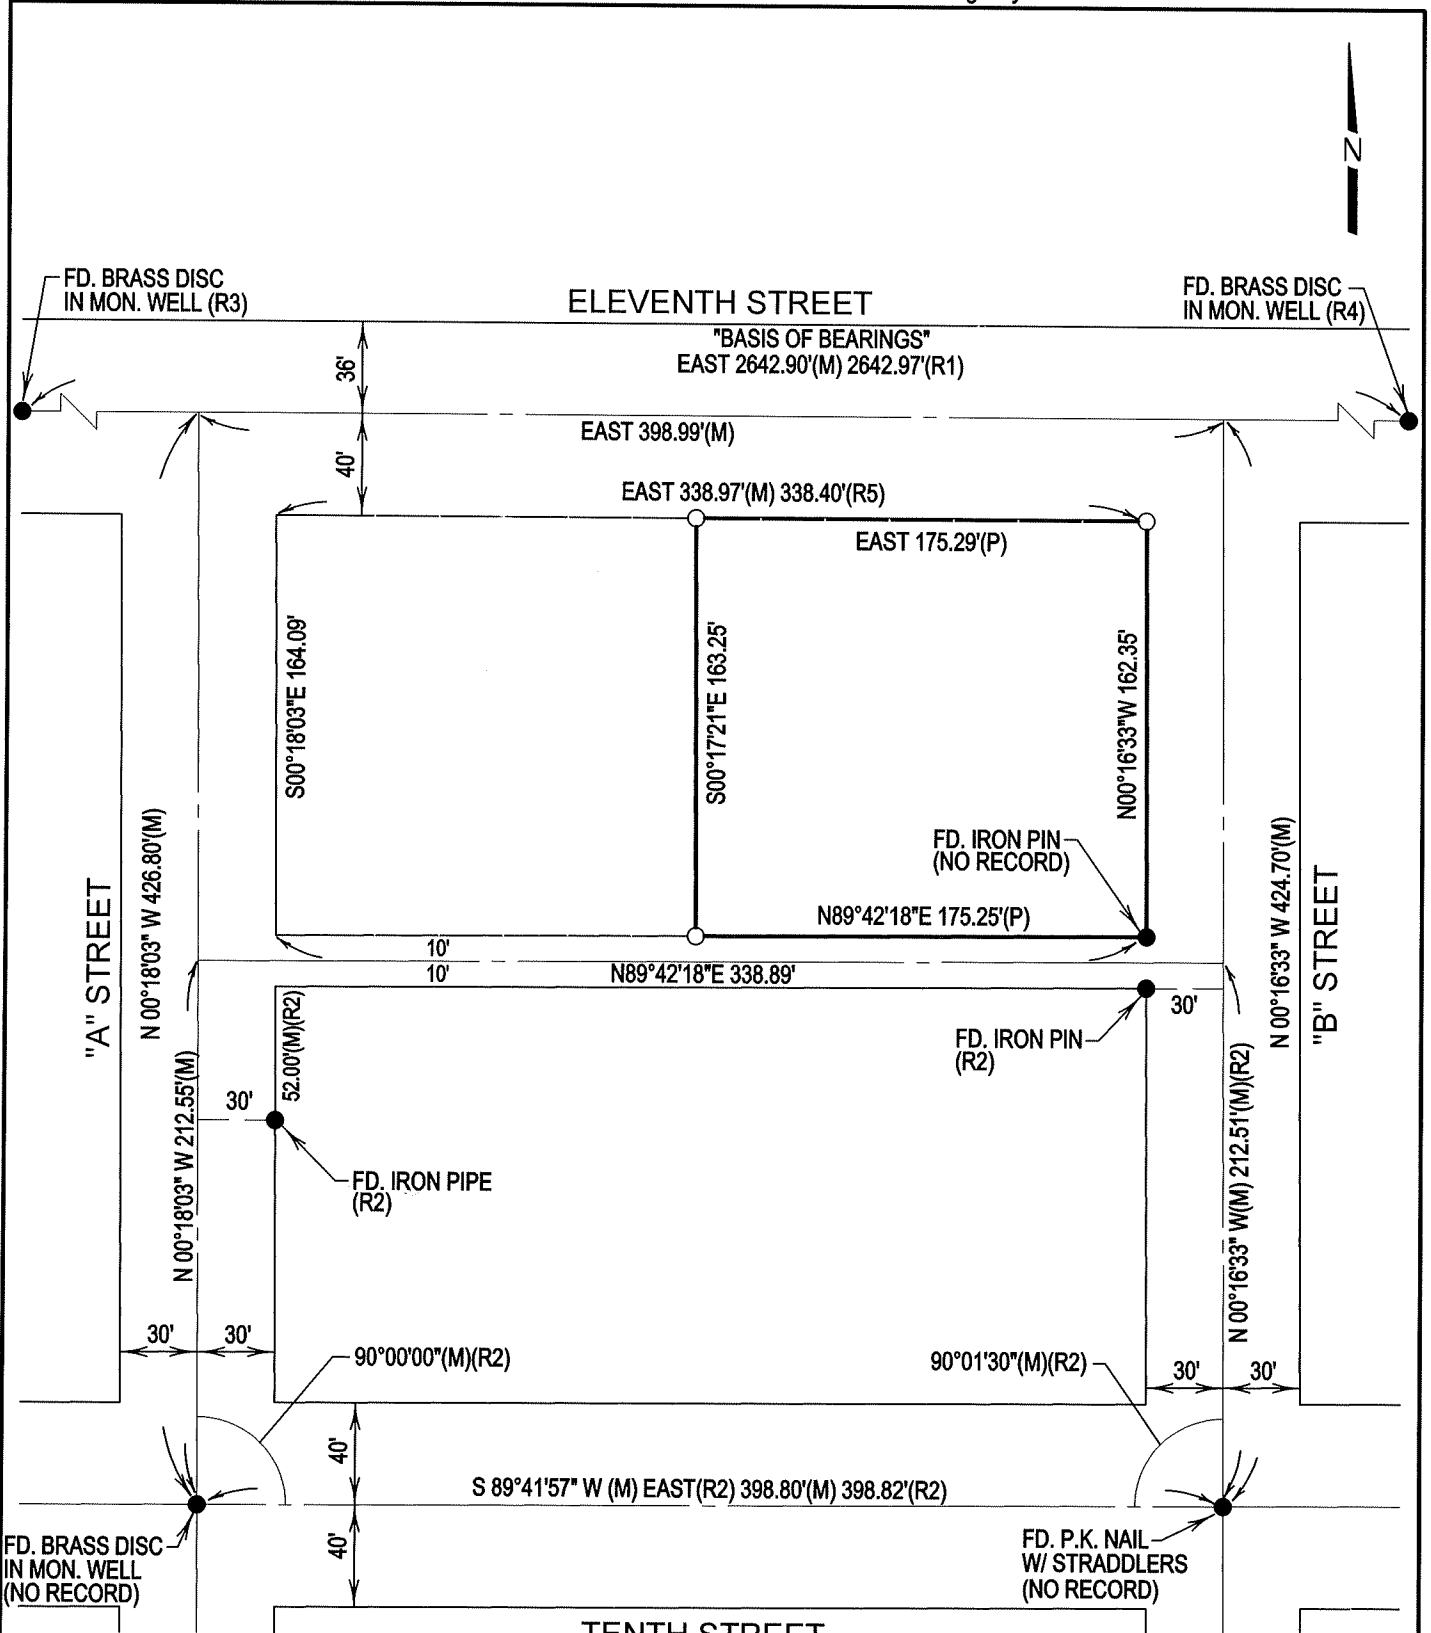 N
FD. BRASS DISC
IN MON. WELL (R3)
ELEVENTH STREET
FD. BRASS DISC
IN MON. WELL (R4)
"BASIS OF BEARINGS"
EAST 2642.90'(M) 2642.97'(R1)
36'
EAST 398.99'(M)
40'
EAST 338.97'(M) 338.40'(R5)
EAST 175.29'(P)
S00°18'03"E 164.09'
S00°17'21"E 163.25'
N00°16'33"W 162.35'
FD. IRON PIN
(NO RECORD)
N 00°18'03" W 426.80'(M)
N 00°16'33" W 424.70'(M)
"A" STREET
"B" STREET
N89°42'18"E 175.25'(P)
10'
10'
N89°42'18"E 338.89'
30'
FD. IRON PIN
(R2)
52.00'(M)(R2)
30'
N 00°18'03" W 212.55'(M)
N 00°16'33" W(M) 212.51'(M)(R2)
FD. IRON PIPE
(R2)
30'
30'
90°00'00"(M)(R2)
90°01'30"(M)(R2)
30'
30'
40'
S 89°41'57" W (M) EAST(R2) 398.80'(M) 398.82'(R2)
40'
FD. BRASS DISC
IN MON. WELL
(NO RECORD)
FD. P.K. NAIL
W/ STRADDLERS
(NO RECORD)
TENTH STREET